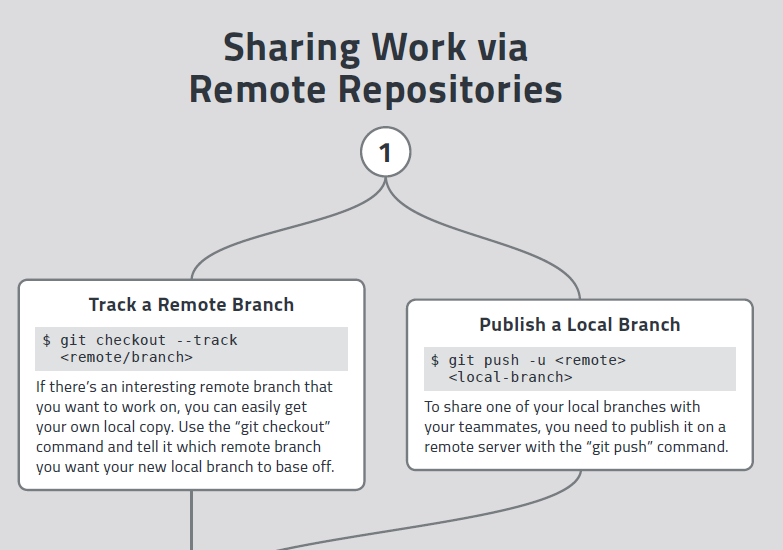 Sharing Work via
Remote Repositories
1
Track a Remote Branch
$ git checkout --track
<remote/branch>
If there’s an interesting remote branch that
you want to work on, you can easily get
your own local copy. Use the “git checkout”
command and tell it which remote branch
you want your new local branch to base off.
Publish a Local Branch
$ git push -u <remote>
<local-branch>
To share one of your local branches with
your teammates, you need to publish it on a
remote server with the “git push” command.